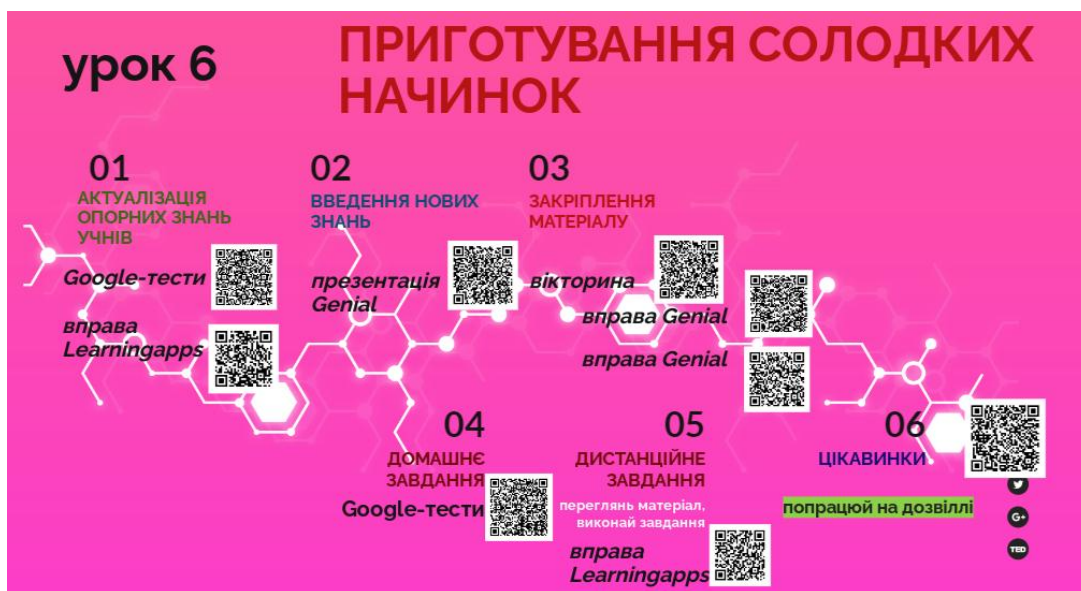 урок 6
ПРИГОТУВАННЯ СОЛОДКИХ
НАЧИНОК
01
АКТУАЛІЗАЦІЯ
ОПОРНИХ ЗНАНЬ
УЧНІВ
Google-тести
вправа
Learningapps
02
ВВЕДЕННЯ НОВИХ
ЗНАНЬ
презентація
Genial
03
ЗАКРІПЛЕННЯ
МАТЕРІАЛУ
вікторина
вправа Genial
вправа Genial
04
ДОМАШНЄ
ЗАВДАННЯ
Google-тести
05
ДИСТАНЦІЙНЕ
ЗАВДАННЯ
переглянь матеріал,
виконай завдання
вправа
Learningapps
06
ЦІКАВИНКИ
попрацюй на дозвіллі
G+
TED